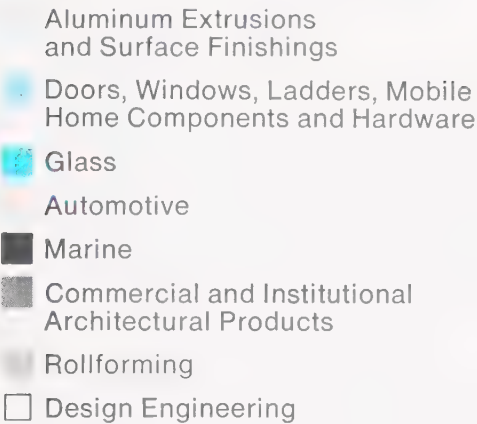 Aluminum Extrusions
and Surface Finishings
Doors, Windows, Ladders, Mobile
Home Components and Hardware
Glass
Automotive
Marine
Commercial and Institutional
Architectural Products
Rollforming
Design Engineering